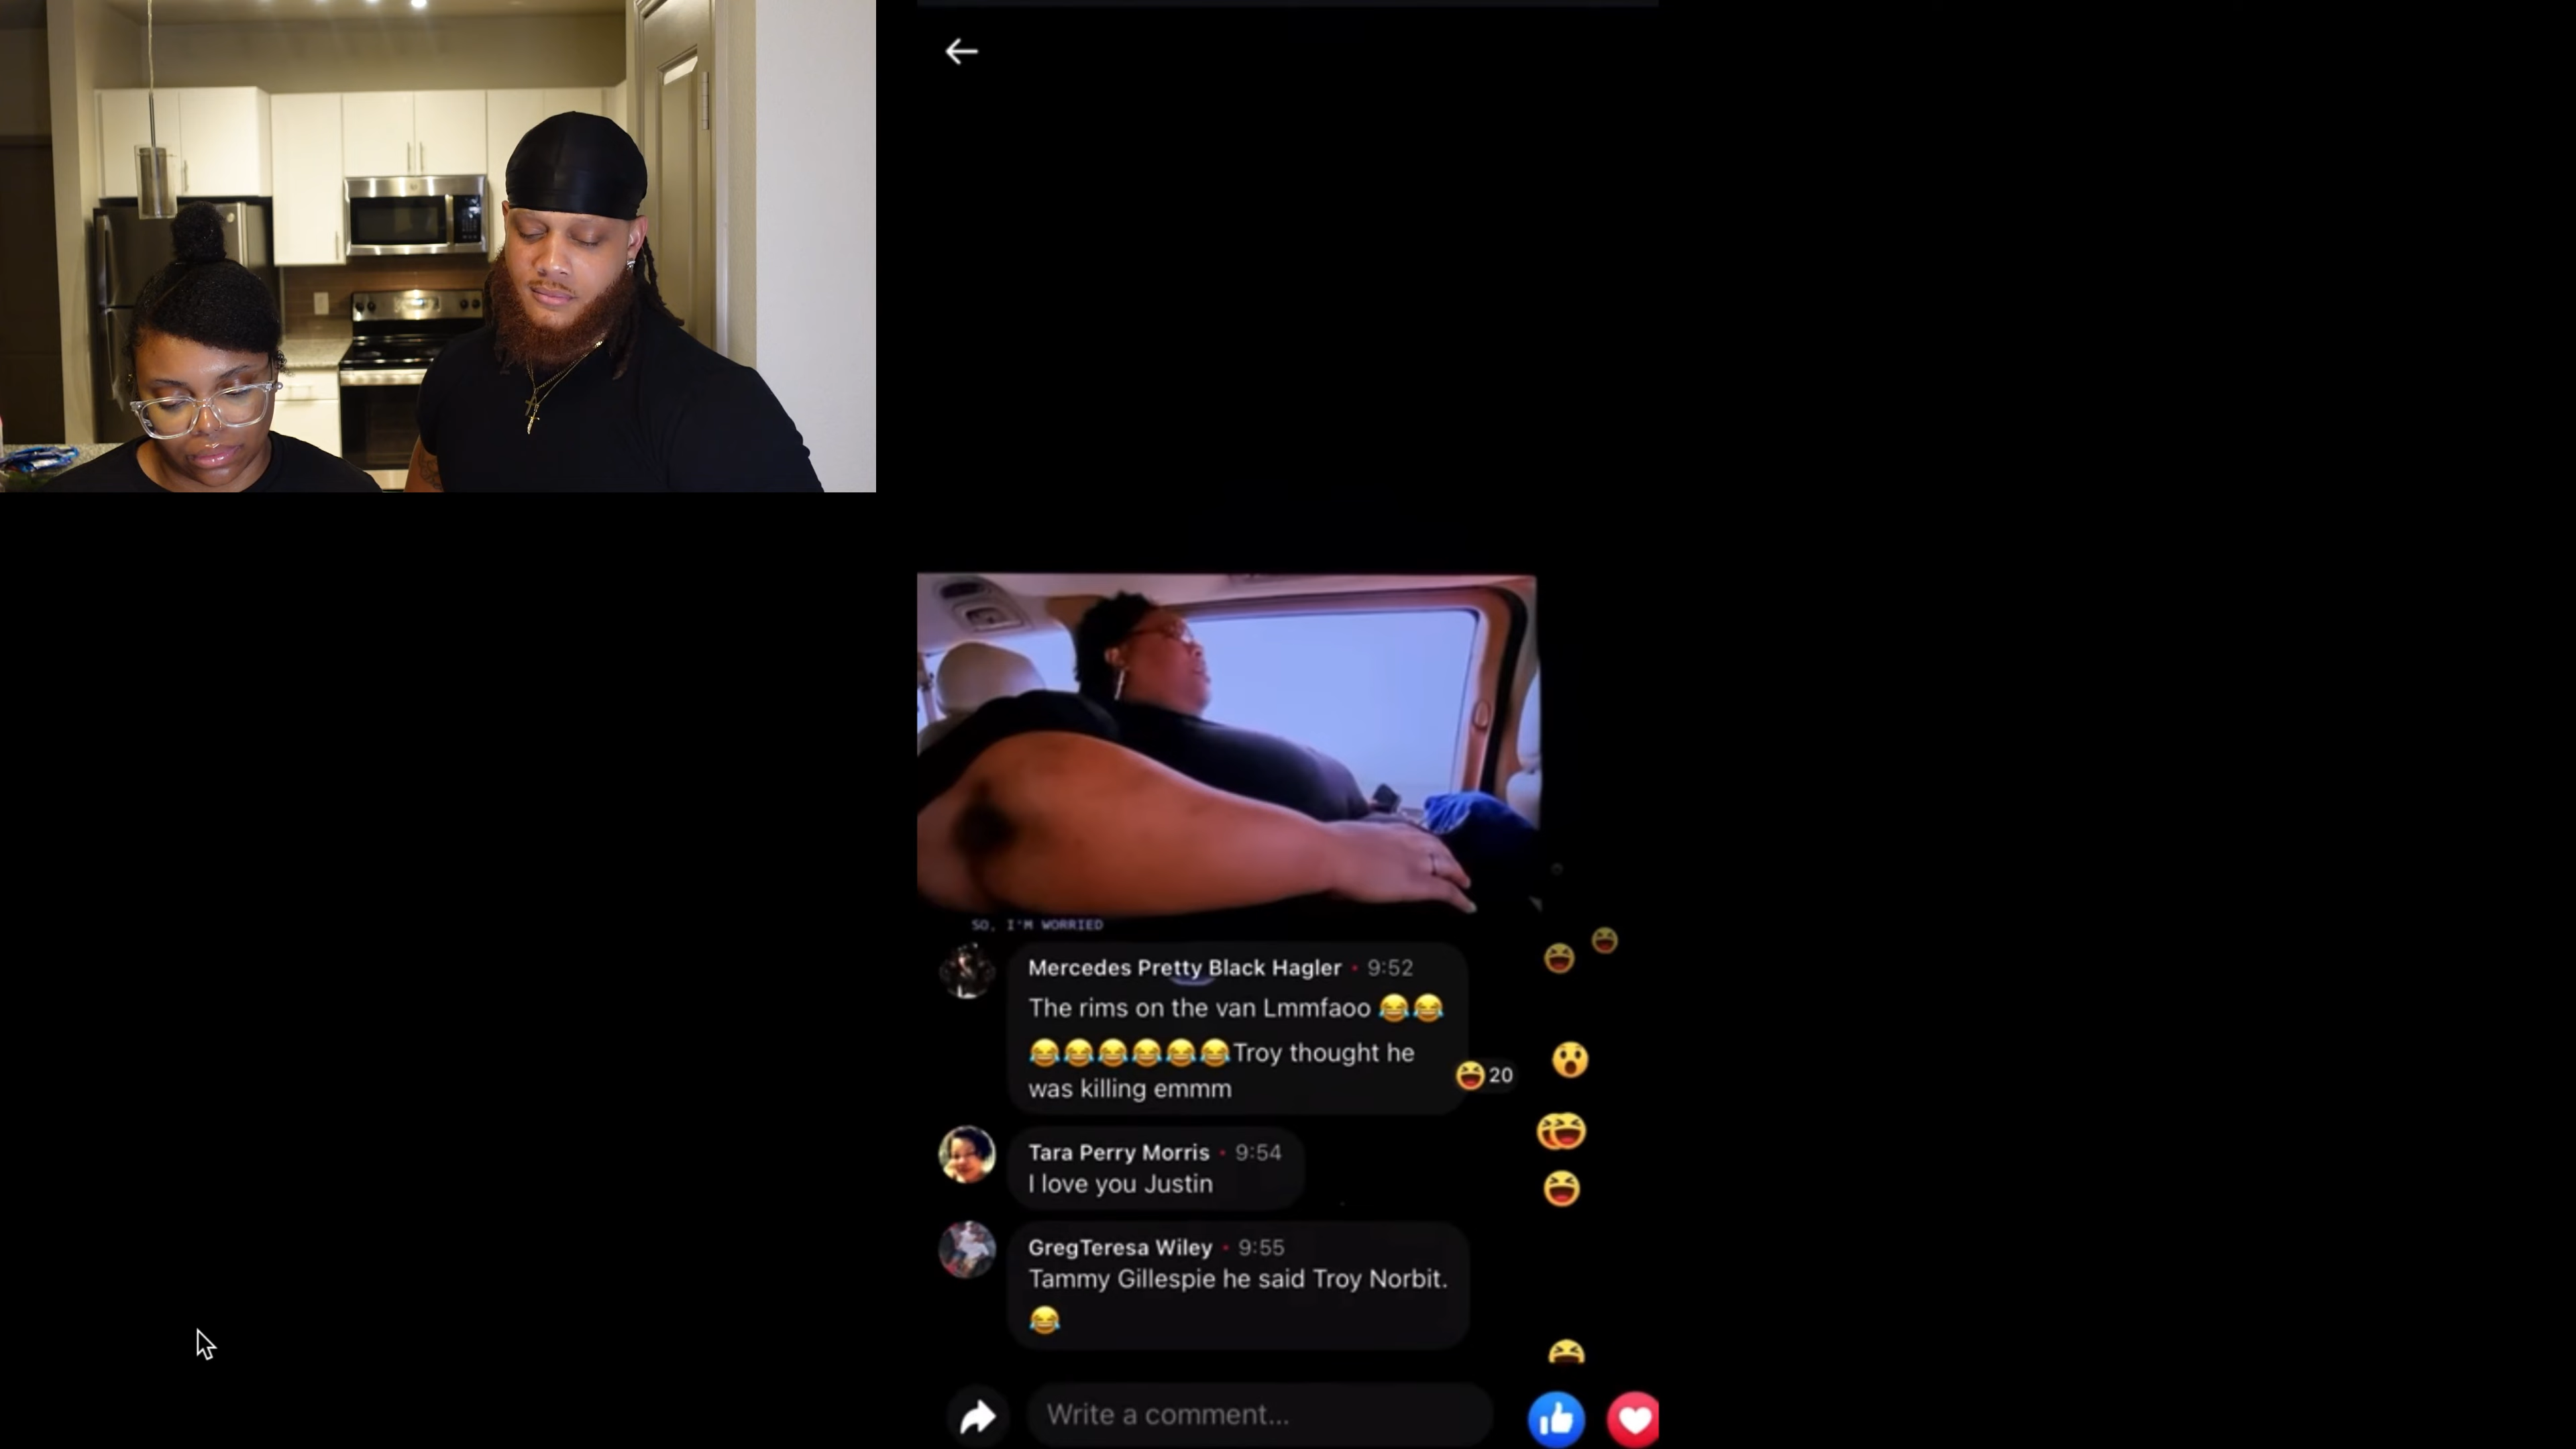 SO, I'M WORRIED
Mercedes Pretty Black Hagler • 9:52
The rims on the van Lmmfaoo 😂😂
😂😂😂😂😂😂Troy thought he
was killing emmm
😆 20
Tara Perry Morris • 9:54
I love you Justin
GregTeresa Wiley • 9:55
Tammy Gillespie he said Troy Norbit.
😂
Write a comment...